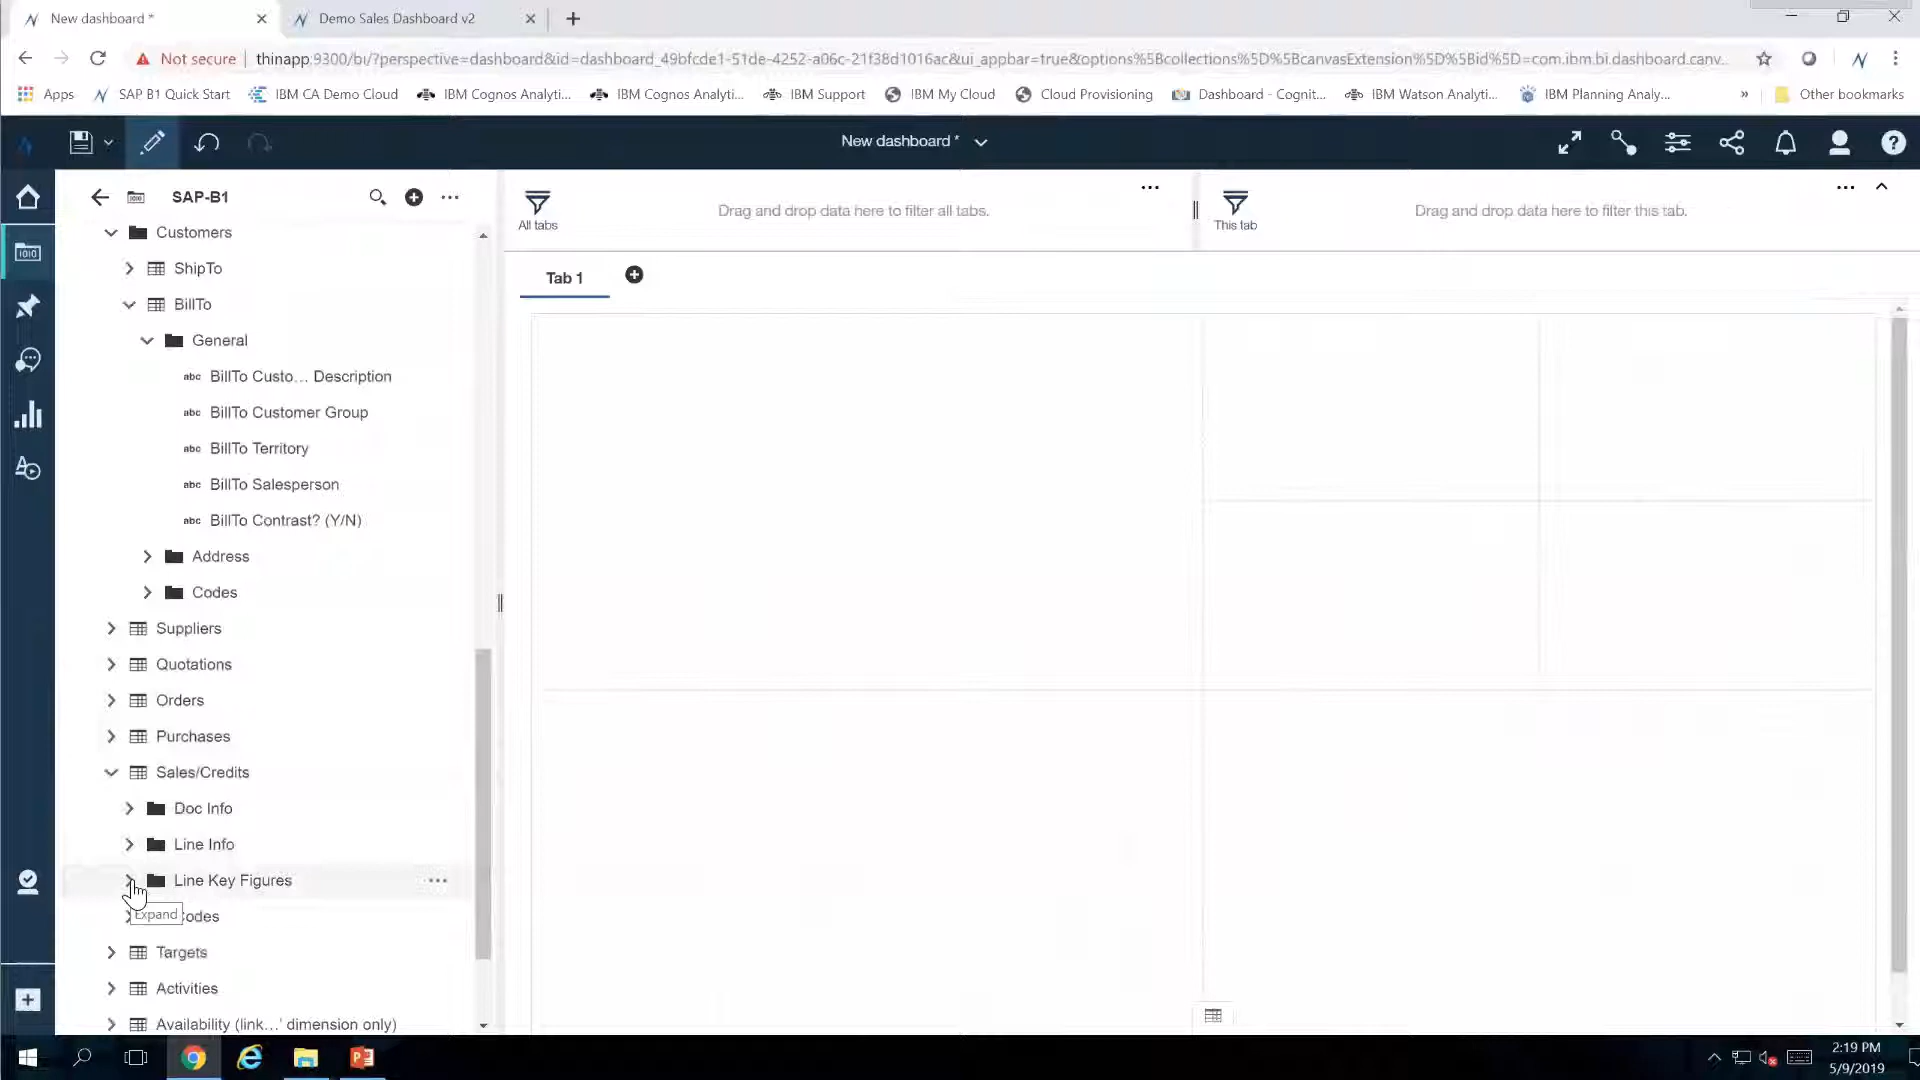 New dashboard *
Demo Sales Dashboard v2
Not secure
thinapp:9300/bi/?perspective=dashboard&id=dashboard_49bfcde1-51de-4252-a06c-21f38d1016ac&ui_appbar=true&options%5Bcollections%5D%5BcanvasExtension%5D%5Bid%5D=com.ibm.bi.dashboard.canv...
Apps
SAP B1 Quick Start
IBM CA Demo Cloud
IBM Cognos Analyti...
IBM Cognos Analyti...
IBM Support
IBM My Cloud
Cloud Provisioning
Dashboard - Cognit...
IBM Watson Analyti...
IBM Planning Analy...
»
Other bookmarks
New dashboard *
SAP-B1
All tabs
Drag and drop data here to filter all tabs.
This tab
Drag and drop data here to filter this tab.
Tab 1
Customers
ShipTo
BillTo
General
abc BillTo Custo... Description
abc BillTo Customer Group
abc BillTo Territory
abc BillTo Salesperson
abc BillTo Contrast? (Y/N)
Address
Codes
Suppliers
Quotations
Orders
Purchases
Sales/Credits
Doc Info
Line Info
Line Key Figures
Expand
odes
Targets
Activities
Availability (link...' dimension only)
2:19 PM
5/9/2019